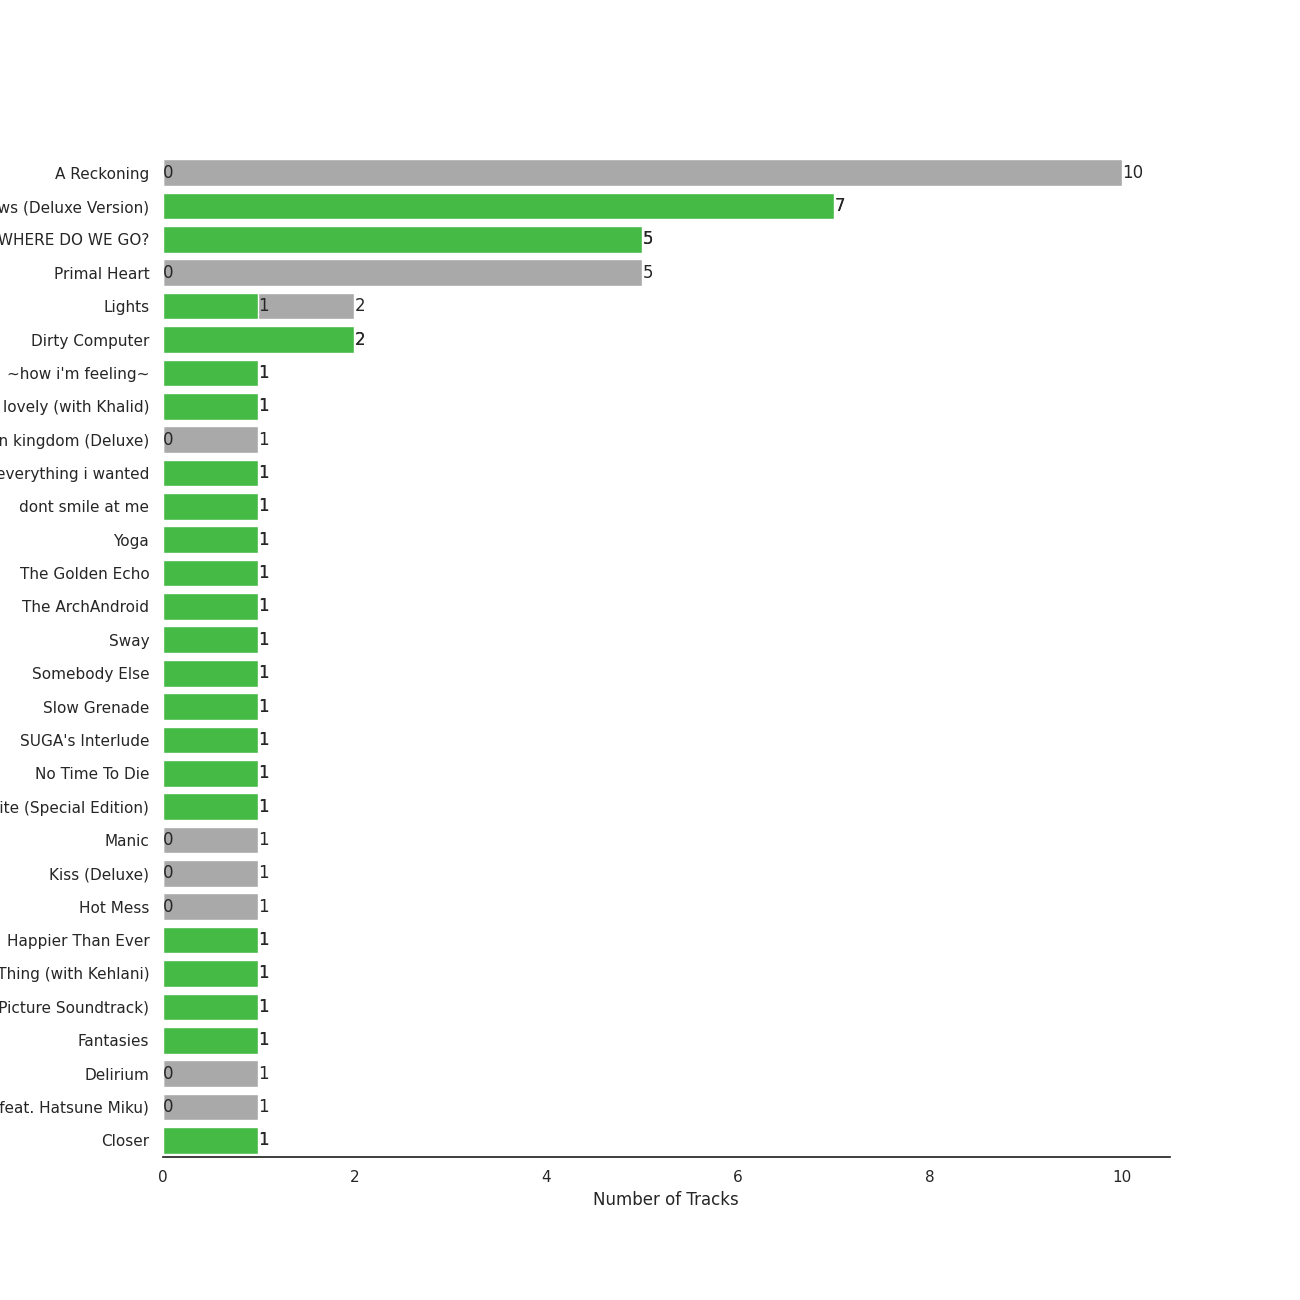 A Reckoning 0 10
ws (Deluxe Version) 7
WHERE DO WE GO? 5
Primal Heart 0 5
Lights 1 2
Dirty Computer 2
~how i'm feeling~ 1
lovely (with Khalid) 1
n kingdom (Deluxe) 0 1
everything i wanted 1
dont smile at me 1
Yoga 1
The Golden Echo 1
The ArchAndroid 1
Sway 1
Somebody Else 1
Slow Grenade 1
SUGA's Interlude 1
No Time To Die 1
ite (Special Edition) 1
Manic 0 1
Kiss (Deluxe) 0 1
Hot Mess 0 1
Happier Than Ever 1
Thing (with Kehlani) 1
Picture Soundtrack) 1
Fantasies 1
Delirium 0 1
feat. Hatsune Miku) 0 1
Closer 1
0 2 4 6 8 10
Number of Tracks